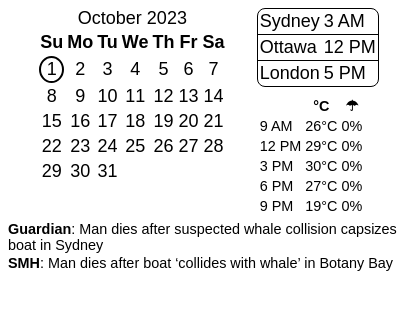 October 2023
Su Mo Tu We Th Fr Sa
1 2 3 4 5 6 7
8 9 10 11 12 13 14
15 16 17 18 19 20 21
22 23 24 25 26 27 28
29 30 31
Sydney 3 AM
Ottawa 12 PM
London 5 PM
°C ☂
9 AM 26°C 0%
12 PM 29°C 0%
3 PM 30°C 0%
6 PM 27°C 0%
9 PM 19°C 0%
Guardian: Man dies after suspected whale collision capsizes
boat in Sydney
SMH: Man dies after boat ‘collides with whale’ in Botany Bay